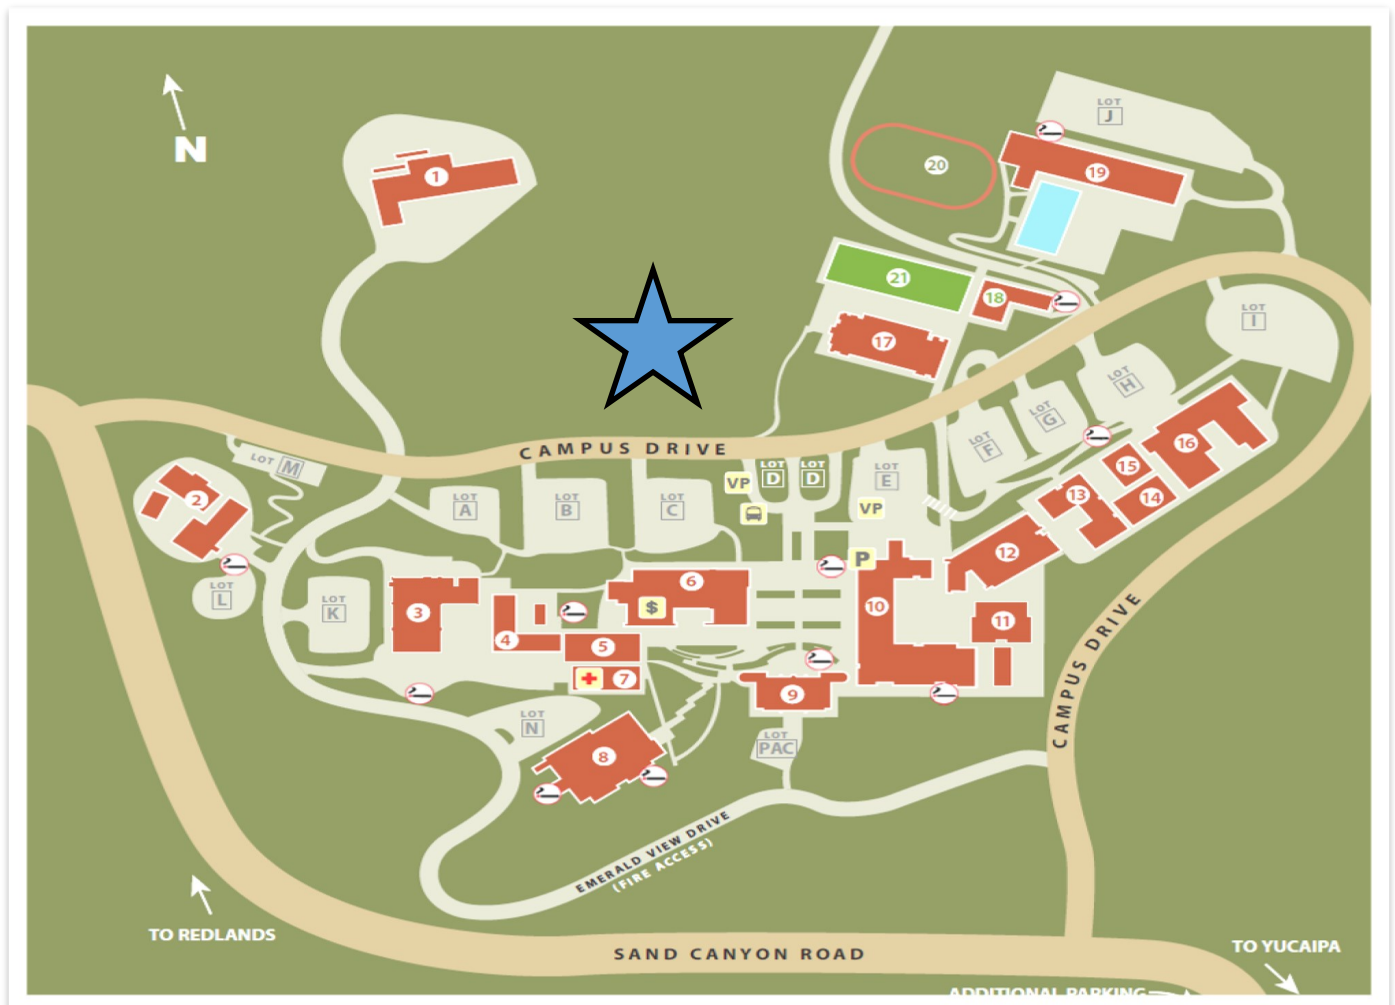 N
1
LOT
J
19
20
21
18
17
LOT
I
LOT
H
LOT
G
LOT
F
CAMPUS DRIVE
LOT M
2
LOT
A
LOT
B
LOT
C
VP
LOT
D
LOT
D
LOT
E
VP
16
15
14
13
12
P
LOT
L
LOT
K
3
4
5
6
$
7
10
11
9
LOT
N
8
LOT
PAC
CAMPUS DRIVE
EMERALD VIEW DRIVE
(FIRE ACCESS)
TO REDLANDS
SAND CANYON ROAD
TO YUCAIPA
ADDITIONAL PARKING